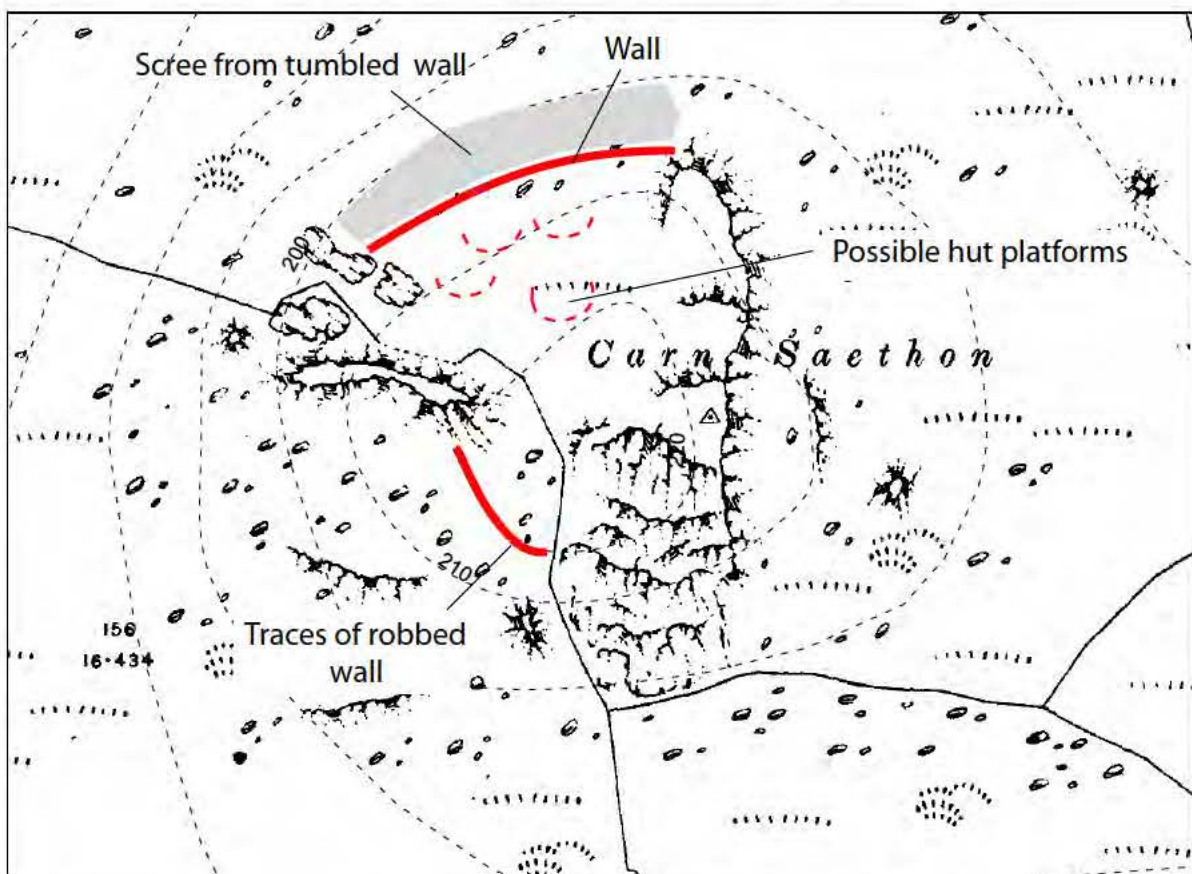 Scree from tumbled wall
Wall
200
Possible hut platforms
Carn Saethon
210
Traces of robbed
wall
156
16·434